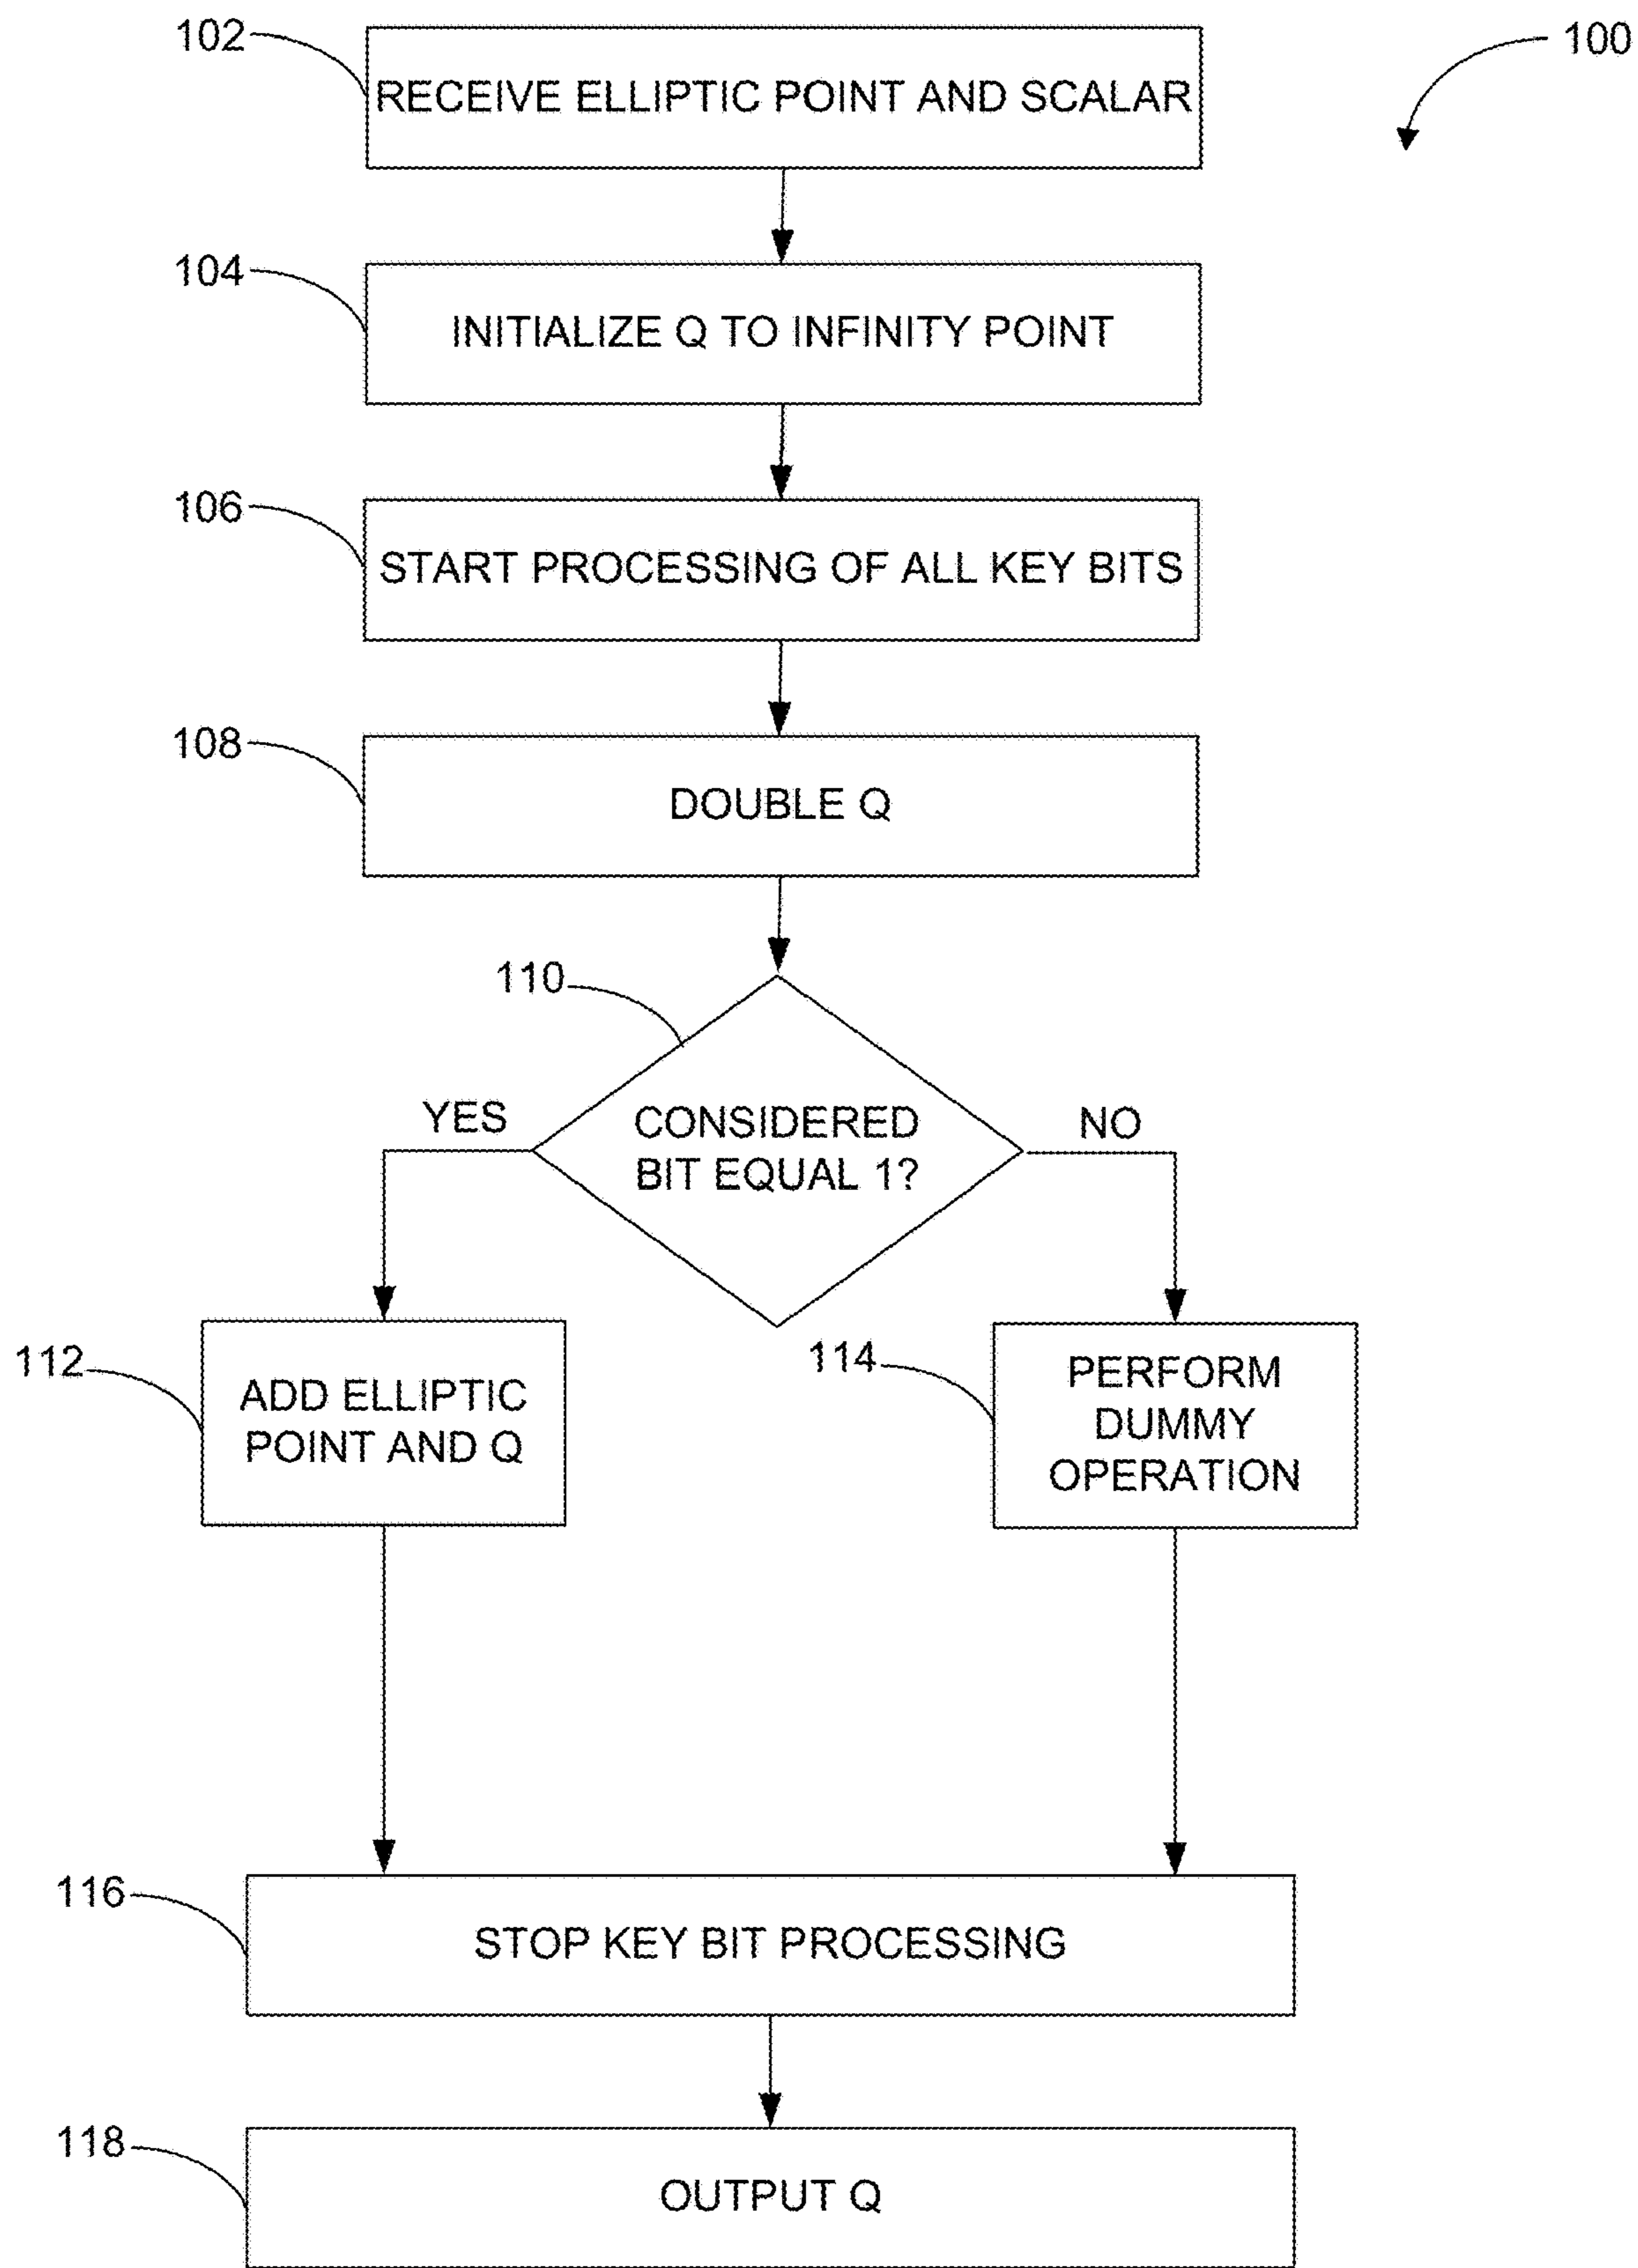 102
RECEIVE ELLIPTIC POINT AND SCALAR
100
104
INITIALIZE Q TO INFINITY POINT
106
START PROCESSING OF ALL KEY BITS
108
DOUBLE Q
110
YES
CONSIDERED
BIT EQUAL 1?
NO
112
ADD ELLIPTIC
POINT AND Q
114
PERFORM
DUMMY
OPERATION
116
STOP KEY BIT PROCESSING
118
OUTPUT Q